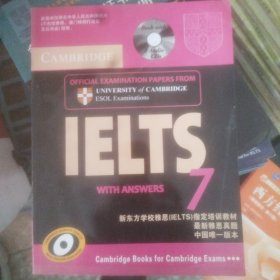 CAMBRIDGE
OFFICIAL EXAMINATION PAPERS FROM
UNIVERSITY of CAMBRIDGE
ESOL Examinations
IELTS
WITH ANSWERS
7
新东方学校雅思(IELTS)指定培训教材
最新雅思真题
中国唯一版本
Cambridge Books for Cambridge Exams